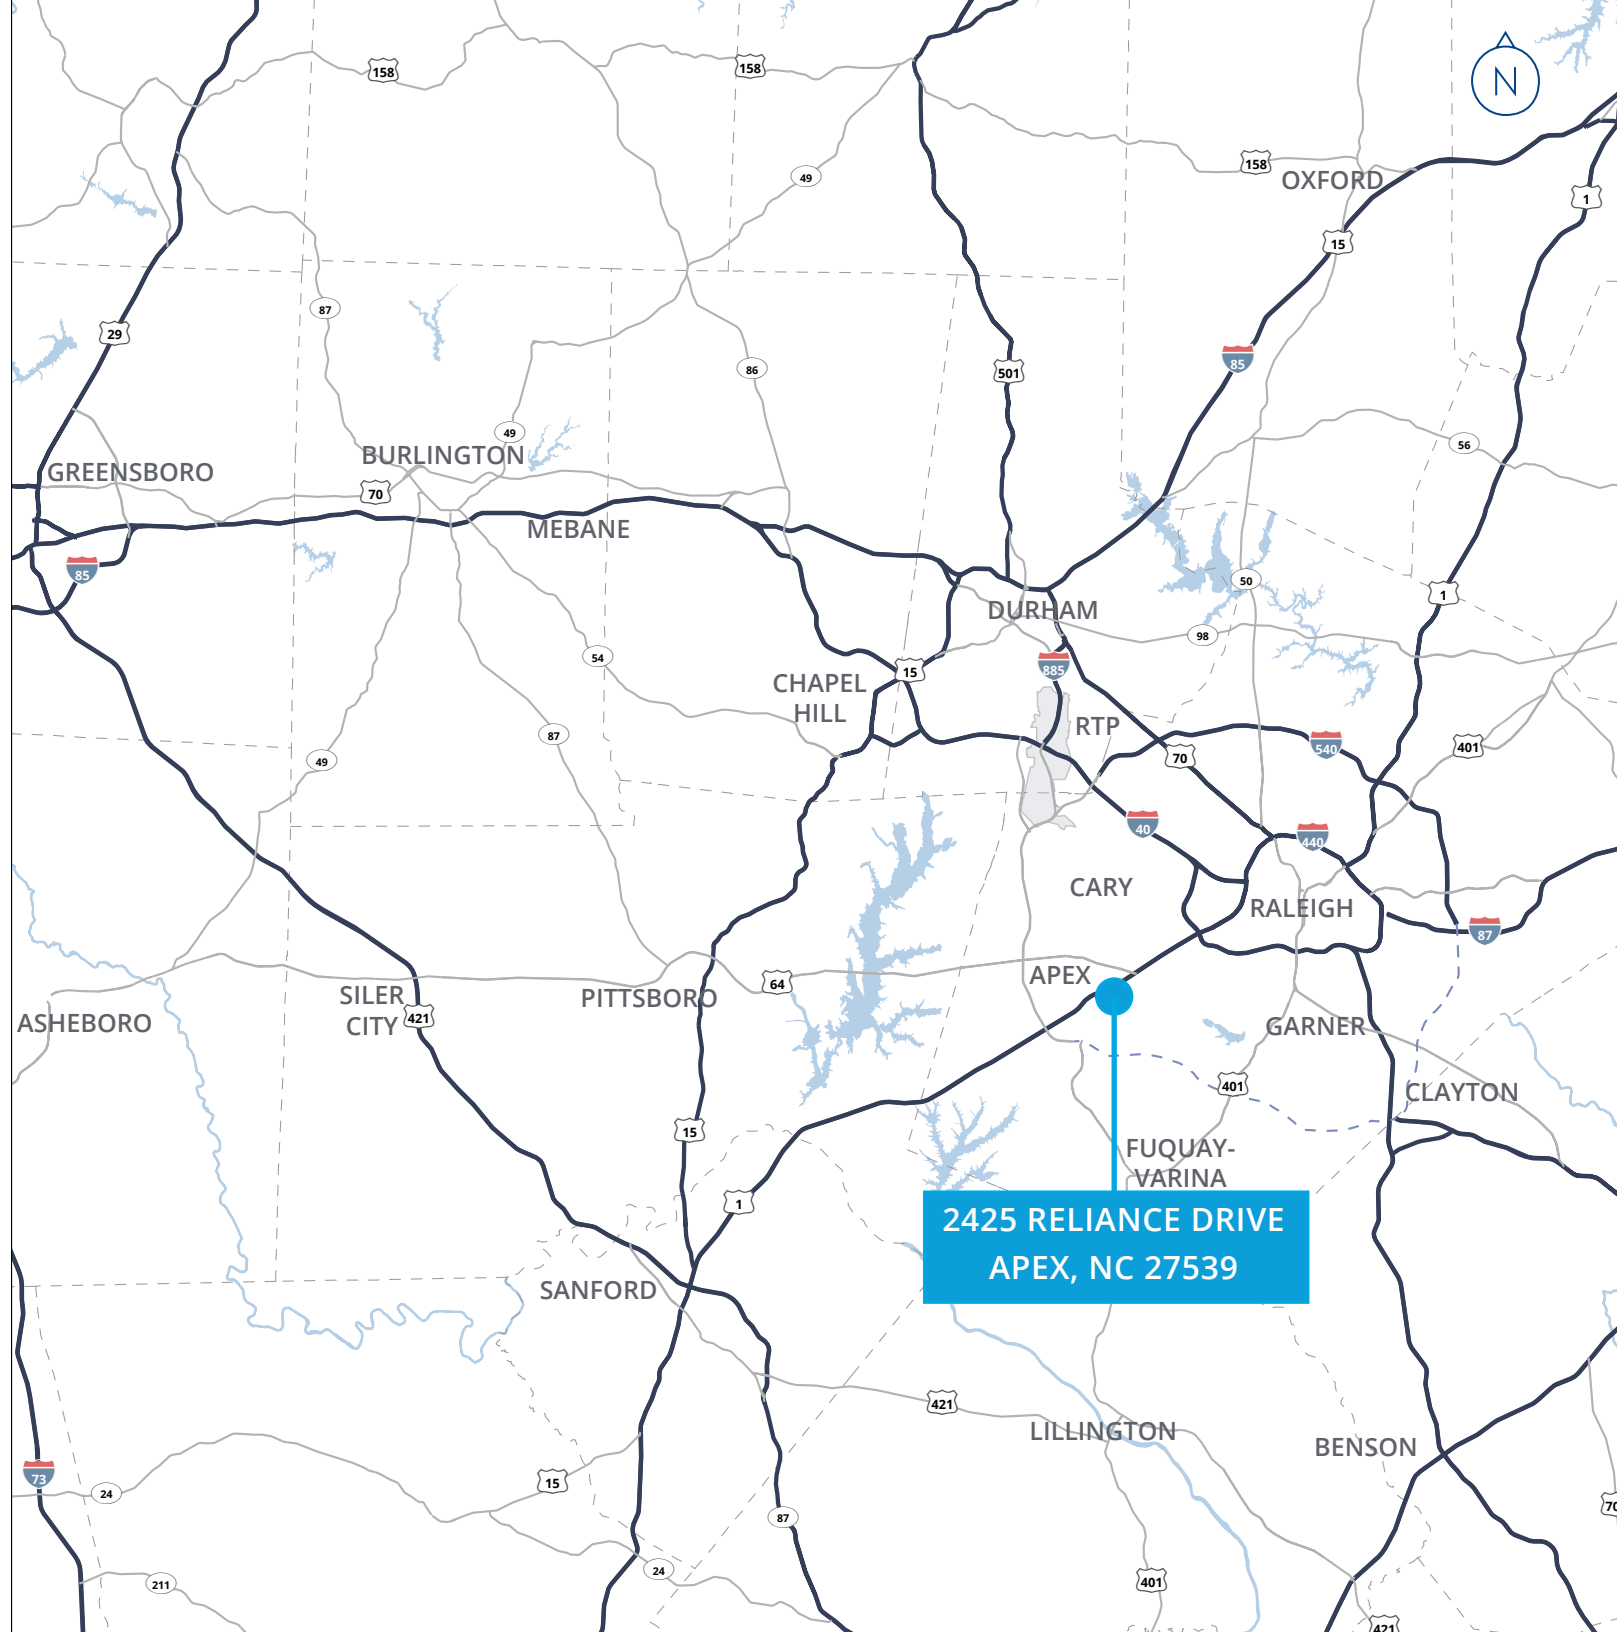 N
158
158
49
158
OXFORD
1
15
87
29
85
501
86
49
56
BURLINGTON
GREENSBORO
70
MEBANE
85
50
1
DURHAM
98
54
885
15
CHAPEL
HILL
RTP
87
49
540
401
70
40
440
CARY
RALEIGH
87
APEX
64
SILER
CITY
PITTSBORO
421
ASHEBORO
GARNER
401
CLAYTON
15
FUQUAY-
VARINA
1
2425 RELIANCE DRIVE
APEX, NC 27539
SANFORD
421
LILLINGTON
BENSON
73
24
15
70
87
24
211
401
421